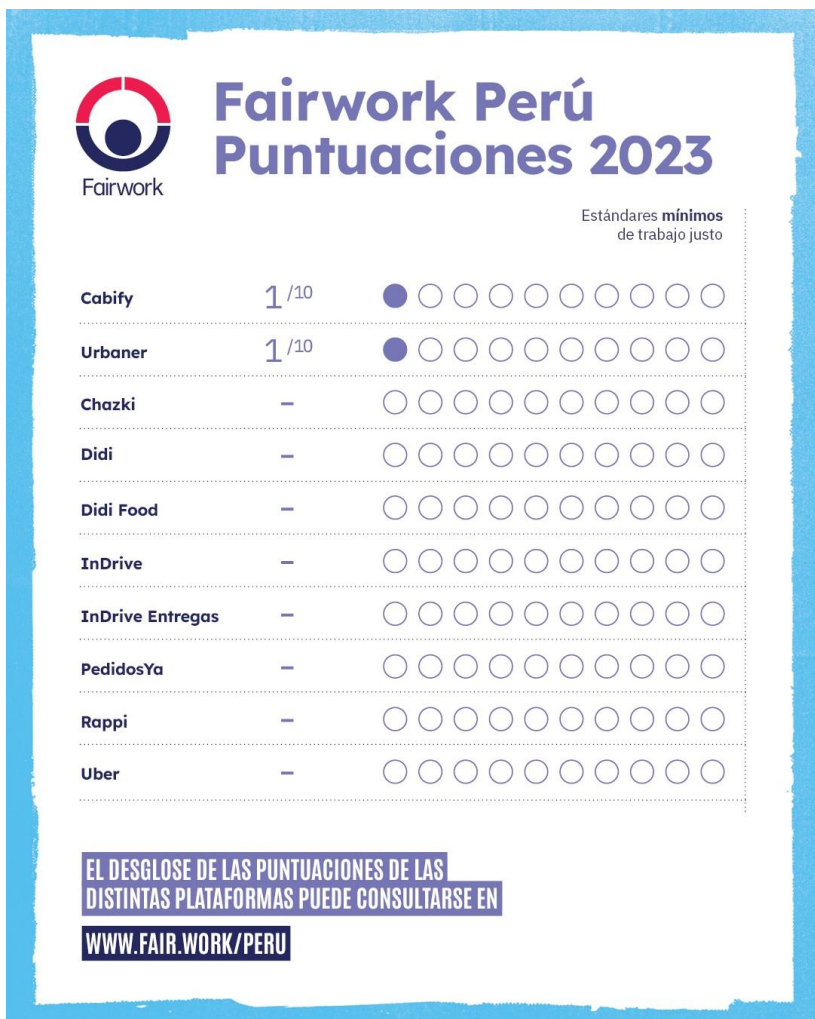 Fairwork Perú
Puntuaciones 2023
Fairwork
Estándares mínimos
de trabajo justo
Cabify 1/10
Urbaner 1/10
Chazki –
Didi –
Didi Food –
InDrive –
InDrive Entregas –
PedidosYa –
Rappi –
Uber –
EL DESGLOSE DE LAS PUNTUACIONES DE LAS
DISTINTAS PLATAFORMAS PUEDE CONSULTARSE EN
WWW.FAIR.WORK/PERU